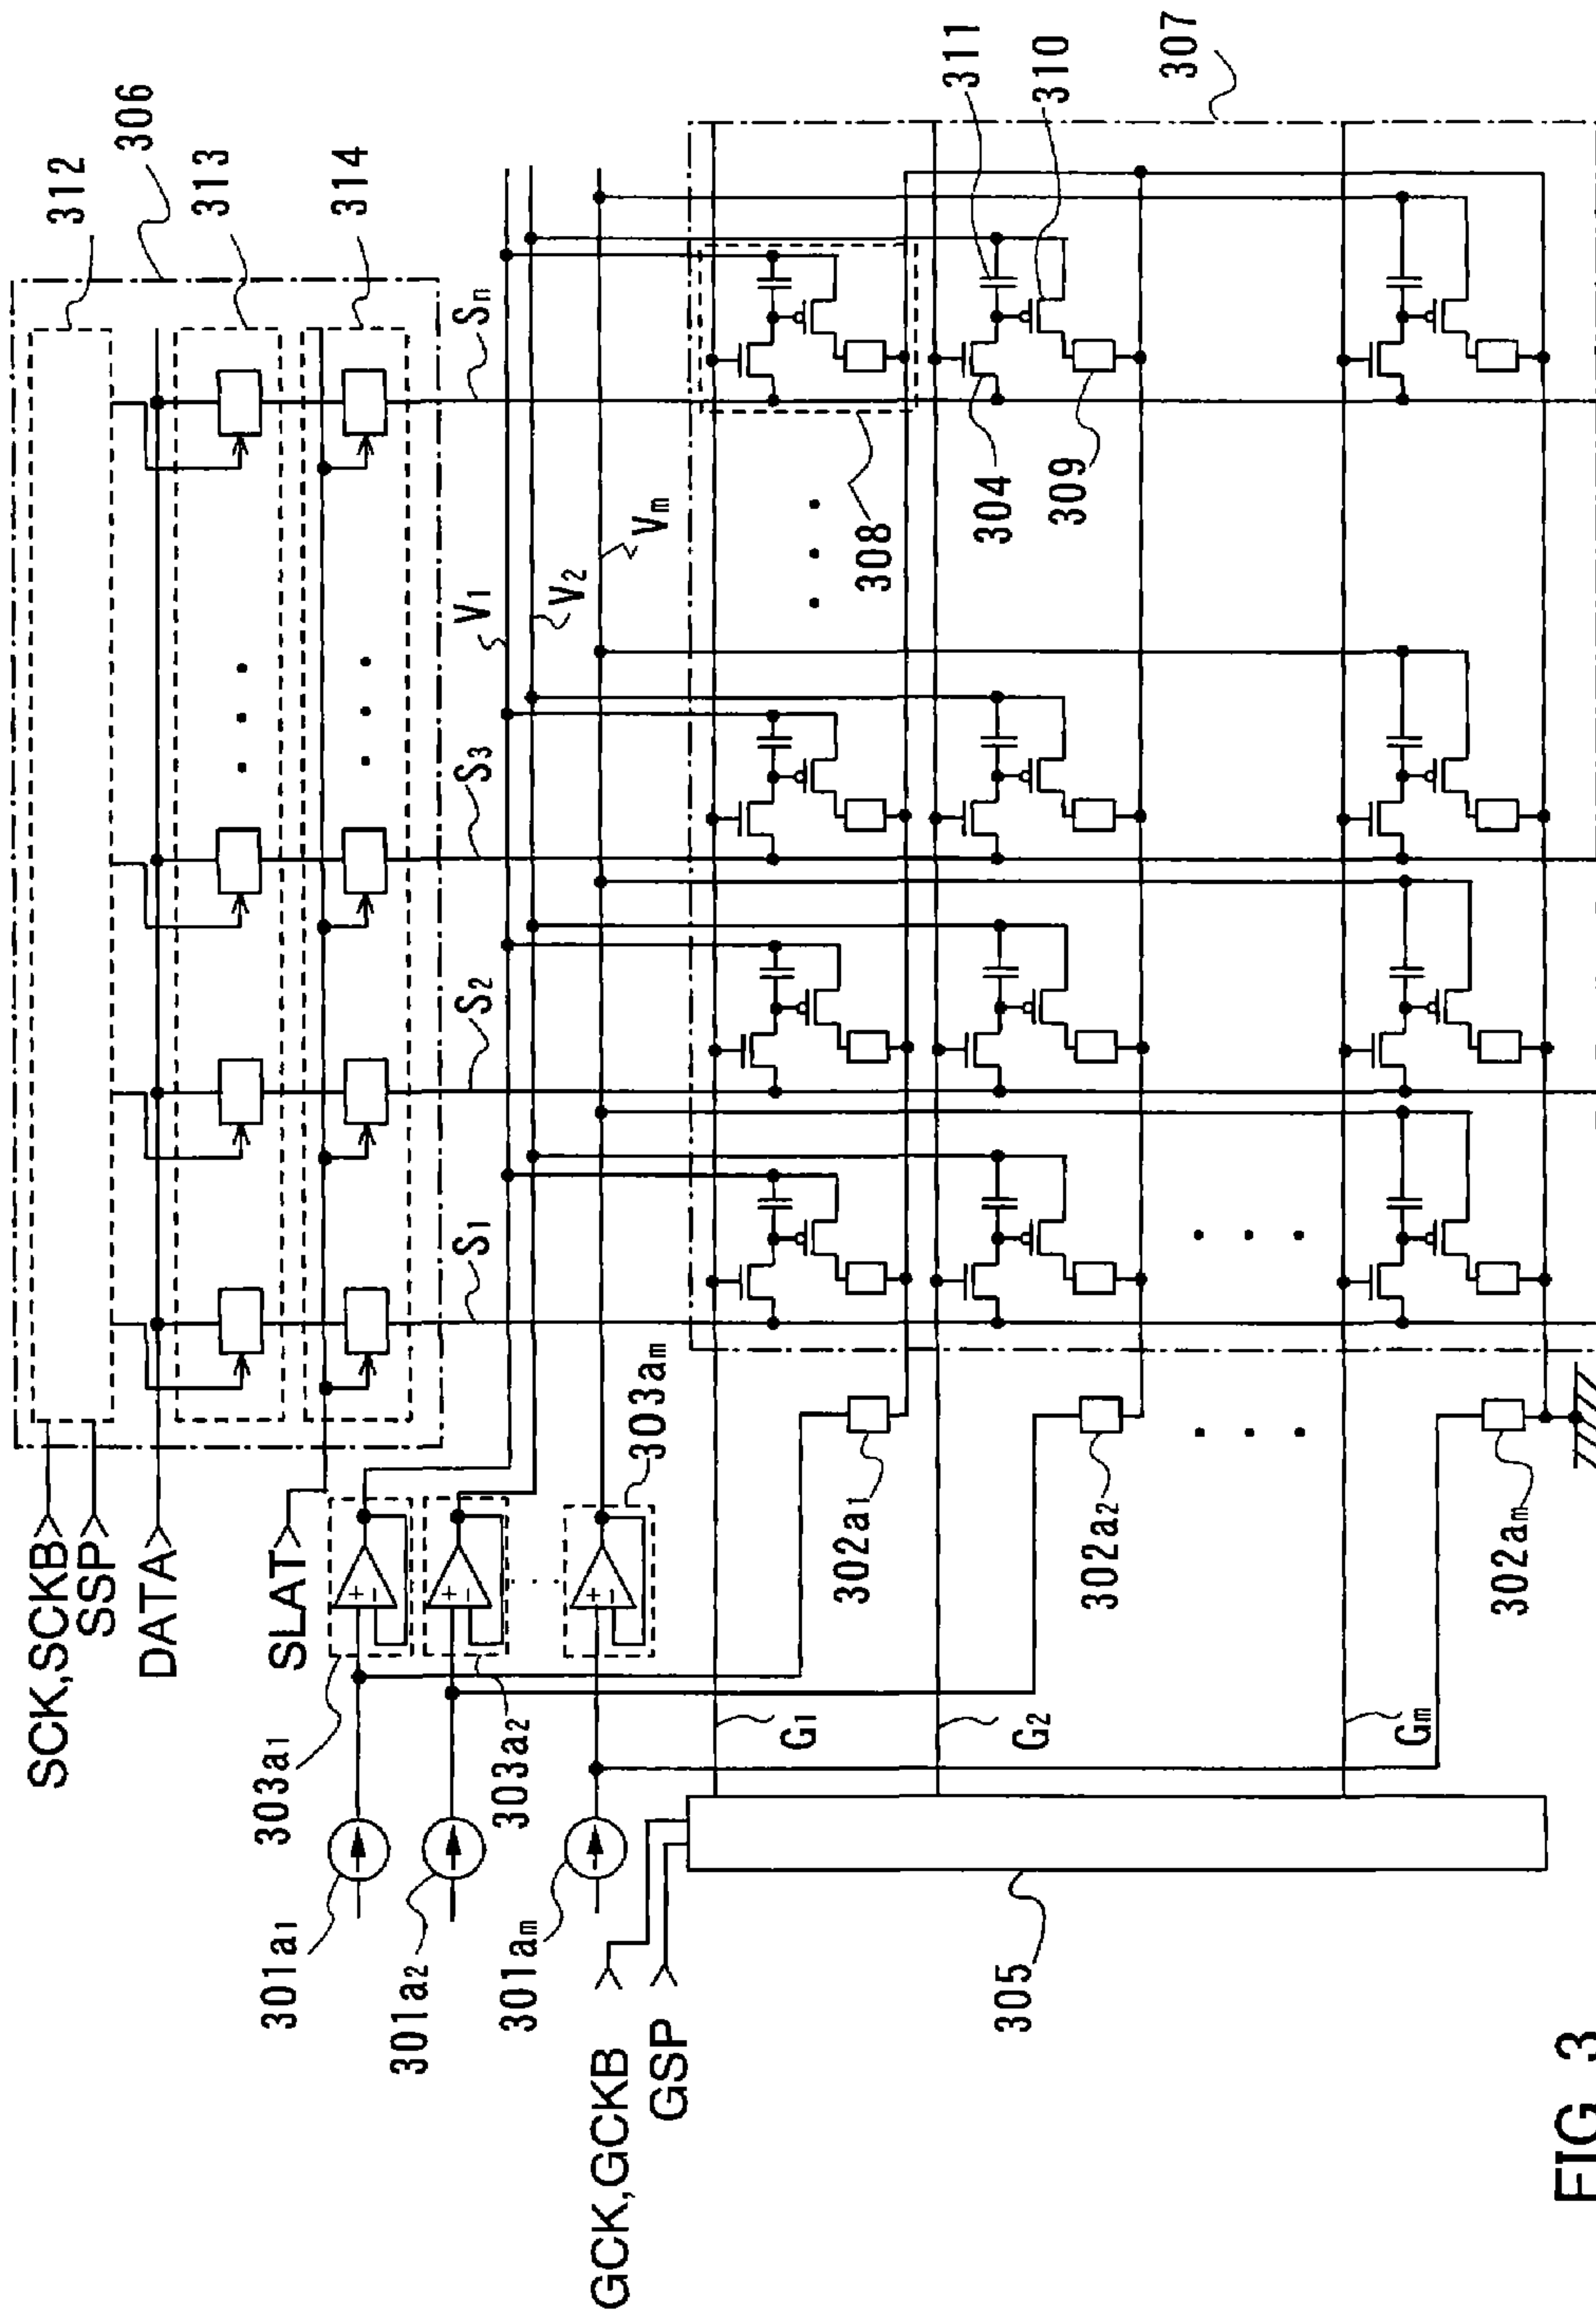 312
306
313
314
SCK,SCKB
SSP
DATA
SLAT
S1
S2
S3
Sn
V1
V2
Vm
303a1
303a2
303am
301a1
301a2
301am
GCK,GCKB
GSP
305
G1
G2
Gm
302a1
302a2
302am
308
304
309
311
310
307
FIG. 3